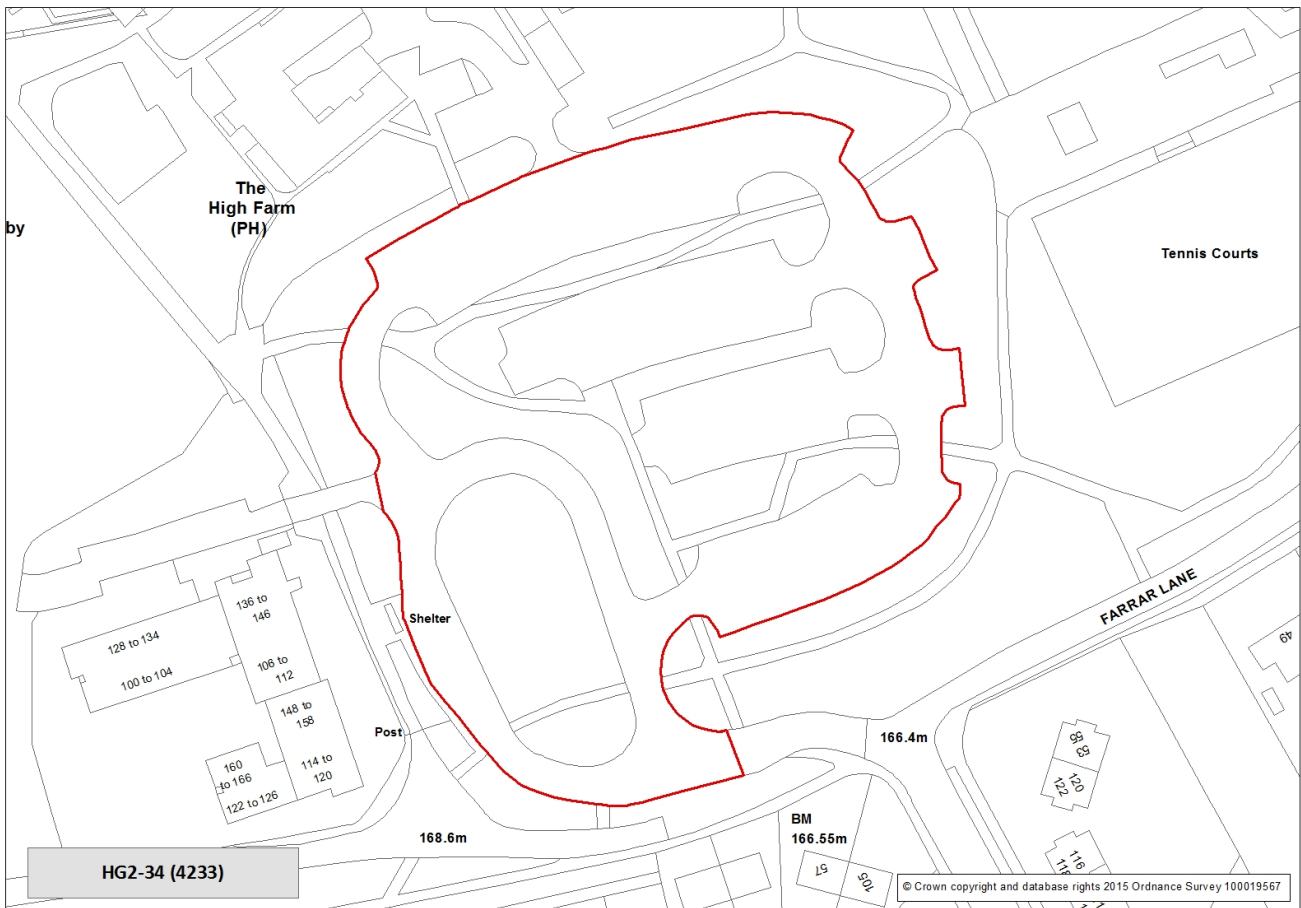 The
High Farm
(PH)
by
Tennis Courts
FARRAR LANE
49
136 to
146
128 to 134
Shelter
106 to
112
100 to 104
148 to
158
Post
114 to
120
160
to 166
122 to 126
166.4m
55
53
120
122
168.6m
BM
166.55m
57
105
116
HG2-34 (4233)
© Crown copyright and database rights 2015 Ordnance Survey 100019567